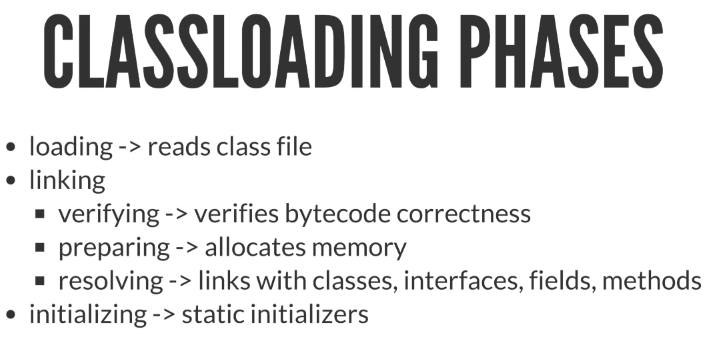 CLASSLOADING PHASES
• loading -> reads class file
• linking
▪ verifying -> verifies bytecode correctness
▪ preparing -> allocates memory
▪ resolving -> links with classes, interfaces, fields, methods
• initializing -> static initializers